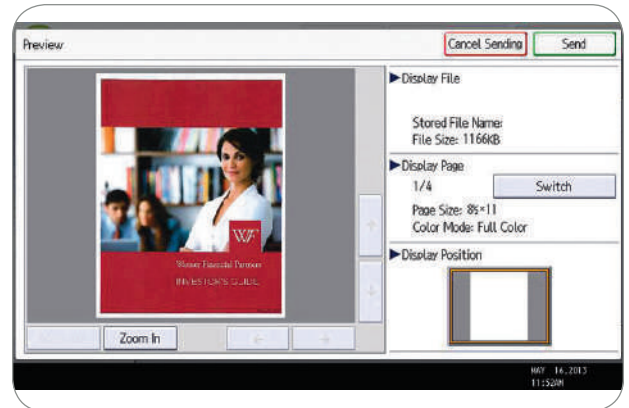 Preview
Cancel Sending
Send
▶Display File
Stored File Name:
File Size: 1166KB
▶Display Page
1/4
Switch
Page Size: 8½×11
Color Mode: Full Color
▶Display Position
WF
Financial Partners
INVESTOR'S GUIDE
Zoom In
MAY 16.2013
11:52AM